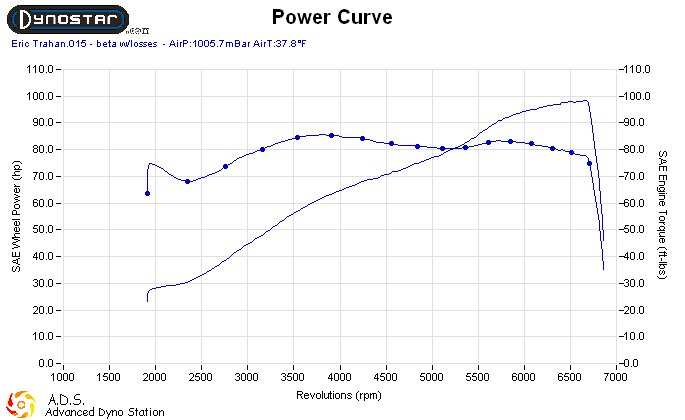 DYNOSTAR
Power Curve
Eric Trahan.015 - beta w/losses - AirP:1005.7mBar AirT:37.8°F
110.0 110.0
100.0 100.0
90.0 90.0
80.0 80.0
70.0 70.0
60.0 60.0
50.0 50.0
40.0 40.0
30.0 30.0
20.0 20.0
10.0 10.0
0.0 0.0
SAE Wheel Power (hp)
SAE Engine Torque (ft-lbs)
1000 1500 2000 2500 3000 3500 4000 4500 5000 5500 6000 6500 7000
Revolutions (rpm)
A.D.S.
Advanced Dyno Station